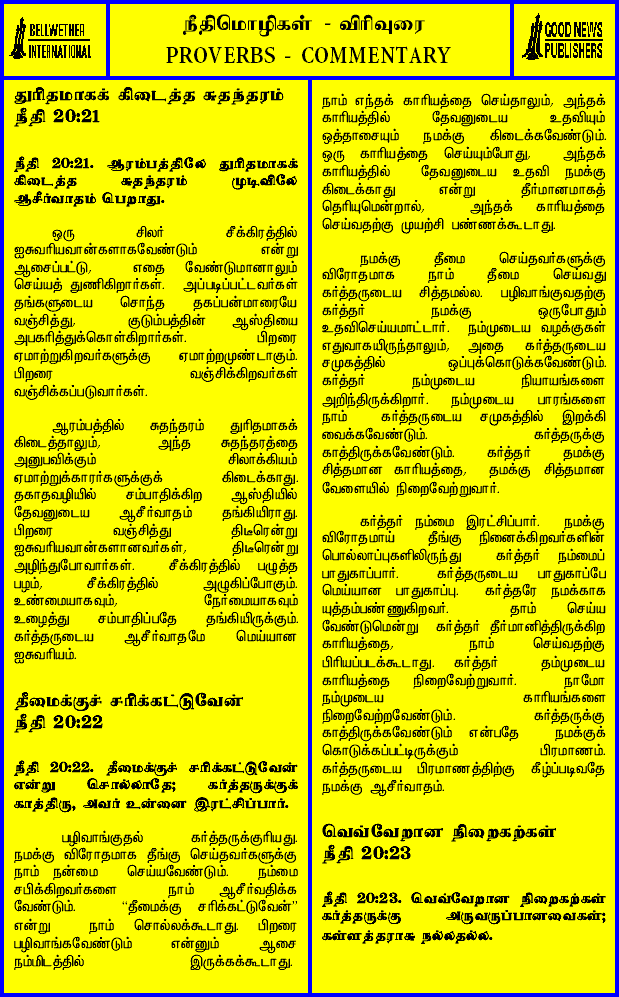 BELLWETHER
INTERNATIONAL
நீதிமொழிகள் - விரிவுரை
PROVERBS - COMMENTARY
GOOD NEWS
PUBLISHERS
துரிதமாகக் கிடைத்த சுதந்தரம்
நீதி 20:21
நீதி 20:21. ஆரம்பத்திலே துரிதமாகக்
கிடைத்த சுதந்தரம் முடிவிலே
ஆசீர்வாதம் பெறாது.
ஒரு சிலர் சீக்கிரத்தில்
ஐசுவரியவான்களாகவேண்டும் என்று
ஆசைப்பட்டு, எதை வேண்டுமானாலும்
செய்யத் துணிகிறார்கள். அப்படிப்பட்டவர்கள்
தங்களுடைய சொந்த தகப்பன்மாரையே
வஞ்சித்து, குடும்பத்தின் ஆஸ்தியை
அபகரித்துக்கொள்கிறார்கள். பிறரை
ஏமாற்றுகிறவர்களுக்கு ஏமாற்றமுண்டாகும்.
பிறரை வஞ்சிக்கிறவர்கள்
வஞ்சிக்கப்படுவார்கள்.
ஆரம்பத்தில் சுதந்தரம் துரிதமாகக்
கிடைத்தாலும், அந்த சுதந்தரத்தை
அனுபவிக்கும் சிலாக்கியம்
ஏமாற்றுக்காரர்களுக்குக் கிடைக்காது.
தகாதவழியில் சம்பாதிக்கிற ஆஸ்தியில்
தேவனுடைய ஆசீர்வாதம் தங்கியிராது.
பிறரை வஞ்சித்து திடீரென்று
ஐசுவரியவான்களானவர்கள், திடீரென்று
அழிந்துபோவார்கள். சீக்கிரத்தில் பழுத்த
பழம், சீக்கிரத்தில் அழுகிப்போகும்.
உண்மையாகவும், நேர்மையாகவும்
உழைத்து சம்பாதிப்பதே தங்கியிருக்கும்.
கர்த்தருடைய ஆசீர்வாதமே மெய்யான
ஐசுவரியம்.
தீமைக்குச் சரிக்கட்டுவேன்
நீதி 20:22
நீதி 20:22. தீமைக்குச் சரிக்கட்டுவேன்
என்று சொல்லாதே; கர்த்தருக்குக்
காத்திரு, அவர் உன்னை இரட்சிப்பார்.
பழிவாங்குதல் கர்த்தருக்குரியது.
நமக்கு விரோதமாக தீங்கு செய்தவர்களுக்கு
நாம் நன்மை செய்யவேண்டும். நம்மை
சபிக்கிறவர்களை நாம் ஆசீர்வதிக்க
வேண்டும். “தீமைக்கு சரிக்கட்டுவேன்”
என்று நாம் சொல்லக்கூடாது. பிறரை
பழிவாங்கவேண்டும் என்னும் ஆசை
நம்மிடத்தில் இருக்கக்கூடாது.
நாம் எந்தக் காரியத்தை செய்தாலும், அந்தக்
காரியத்தில் தேவனுடைய உதவியும்
ஒத்தாசையும் நமக்கு கிடைக்கவேண்டும்.
ஒரு காரியத்தை செய்யும்போது, அந்தக்
காரியத்தில் தேவனுடைய உதவி நமக்கு
கிடைக்காது என்று தீர்மானமாகத்
தெரியுமென்றால், அந்தக் காரியத்தை
செய்வதற்கு முயற்சி பண்ணக்கூடாது.
நமக்கு தீமை செய்தவர்களுக்கு
விரோதமாக நாம் தீமை செய்வது
கர்த்தருடைய சித்தமல்ல. பழிவாங்குவதற்கு
கர்த்தர் நமக்கு ஒருபோதும்
உதவிசெய்யமாட்டார். நம்முடைய வழக்குகள்
எதுவாகயிருந்தாலும், அதை கர்த்தருடைய
சமுகத்தில் ஒப்புக்கொடுக்கவேண்டும்.
கர்த்தர் நம்முடைய நியாயங்களை
அறிந்திருக்கிறார். நம்முடைய பாரங்களை
நாம் கர்த்தருடைய சமுகத்தில் இறக்கி
வைக்கவேண்டும். கர்த்தருக்கு
காத்திருக்கவேண்டும். கர்த்தர் தமக்கு
சித்தமான காரியத்தை, தமக்கு சித்தமான
வேளையில் நிறைவேற்றுவார்.
கர்த்தர் நம்மை இரட்சிப்பார். நமக்கு
விரோதமாய் தீங்கு நினைக்கிறவர்களின்
பொல்லாப்புகளிலிருந்து கர்த்தர் நம்மைப்
பாதுகாப்பார். கர்த்தருடைய பாதுகாப்பே
மெய்யான பாதுகாப்பு. கர்த்தரே நமக்காக
யுத்தம்பண்ணுகிறவர். தாம் செய்ய
வேண்டுமென்று கர்த்தர் தீர்மானித்திருக்கிற
காரியத்தை, நாம் செய்வதற்கு
பிரியப்படக்கூடாது. கர்த்தர் தம்முடைய
காரியத்தை நிறைவேற்றுவார். நாமோ
நம்முடைய காரியங்களை
நிறைவேற்றவேண்டும். கர்த்தருக்கு
காத்திருக்கவேண்டும் என்பதே நமக்குக்
கொடுக்கப்பட்டிருக்கும் பிரமாணம்.
கர்த்தருடைய பிரமாணத்திற்கு கீழ்ப்படிவதே
நமக்கு ஆசீர்வாதம்.
வெவ்வேறான நிறைகற்கள்
நீதி 20:23
நீதி 20:23. வெவ்வேறான நிறைகற்கள்
கர்த்தருக்கு அருவருப்பானவைகள்;
கள்ளத்தராசு நல்லதல்ல.